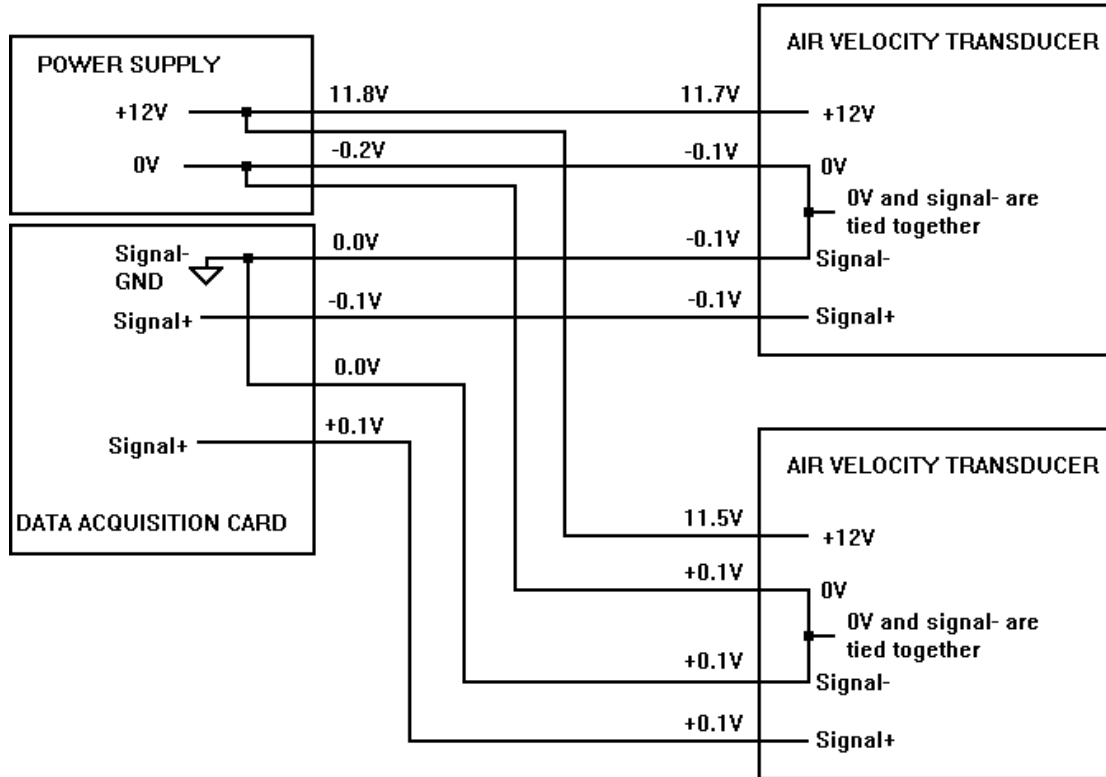 POWER SUPPLY
+12V
0V
11.8V
-0.2V
Signal-
GND
Signal+
Signal+
DATA ACQUISITION CARD
0.0V
-0.1V
0.0V
+0.1V
11.7V
-0.1V
-0.1V
-0.1V
AIR VELOCITY TRANSDUCER
+12V
0V
0V and signal- are
tied together
Signal-
Signal+
11.5V
+0.1V
+0.1V
+0.1V
AIR VELOCITY TRANSDUCER
+12V
0V
0V and signal- are
tied together
Signal-
Signal+